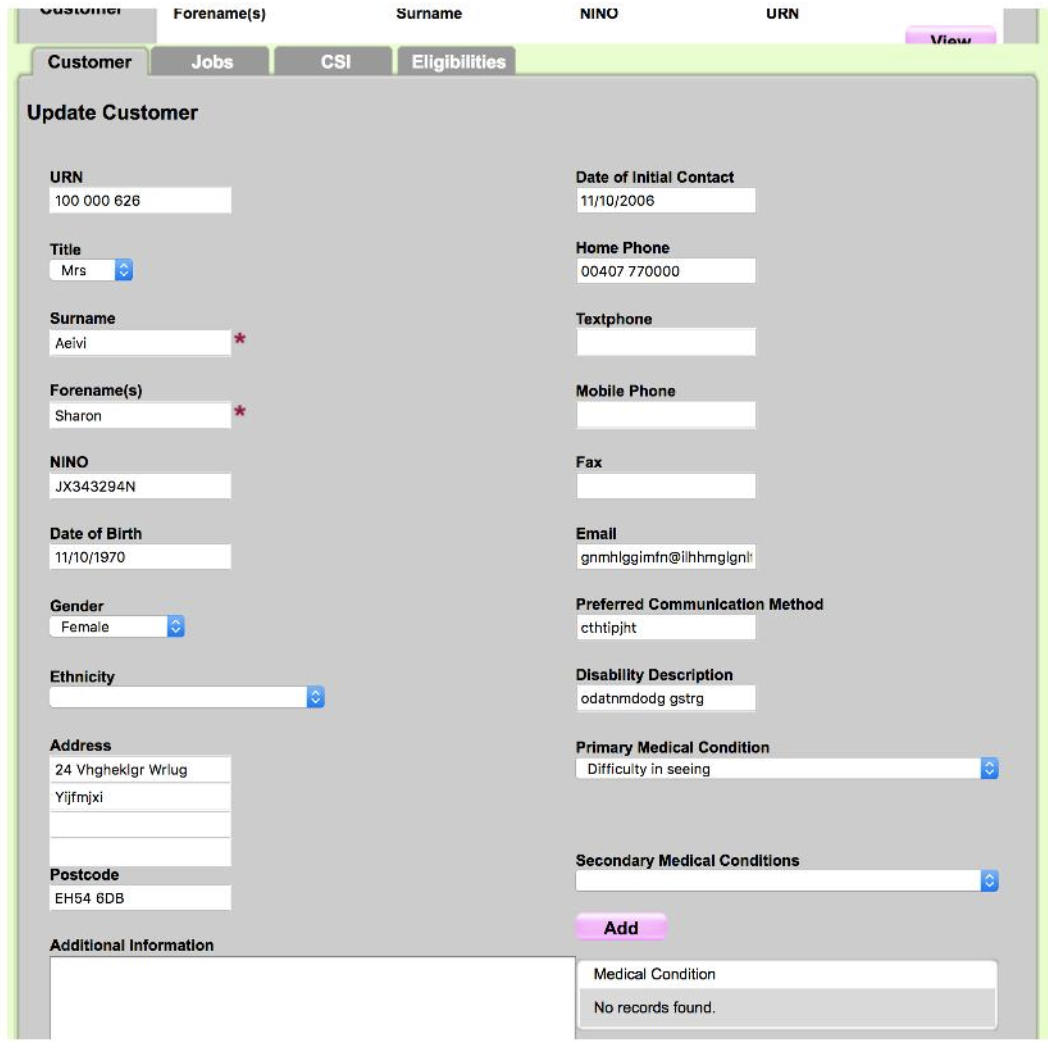 Customer Forename(s) Surname NINO URN
View
Customer Jobs CSI Eligibilities
Update Customer
URN
100 000 626
Title
Mrs
Surname
Aeivi *
Forename(s)
Sharon *
NINO
JX343294N
Date of Birth
11/10/1970
Gender
Female
Ethnicity
Address
24 Vhgheklgr Wrlug
Yijfmjxi
Postcode
EH54 6DB
Additional Information
Date of Initial Contact
11/10/2006
Home Phone
00407 770000
Textphone
Mobile Phone
Fax
Email
Preferred Communication Method
cthtipjht
Disability Description
odatnmdodg gstrg
Primary Medical Condition
Difficulty in seeing
Secondary Medical Conditions
Add
Medical Condition
No records found.